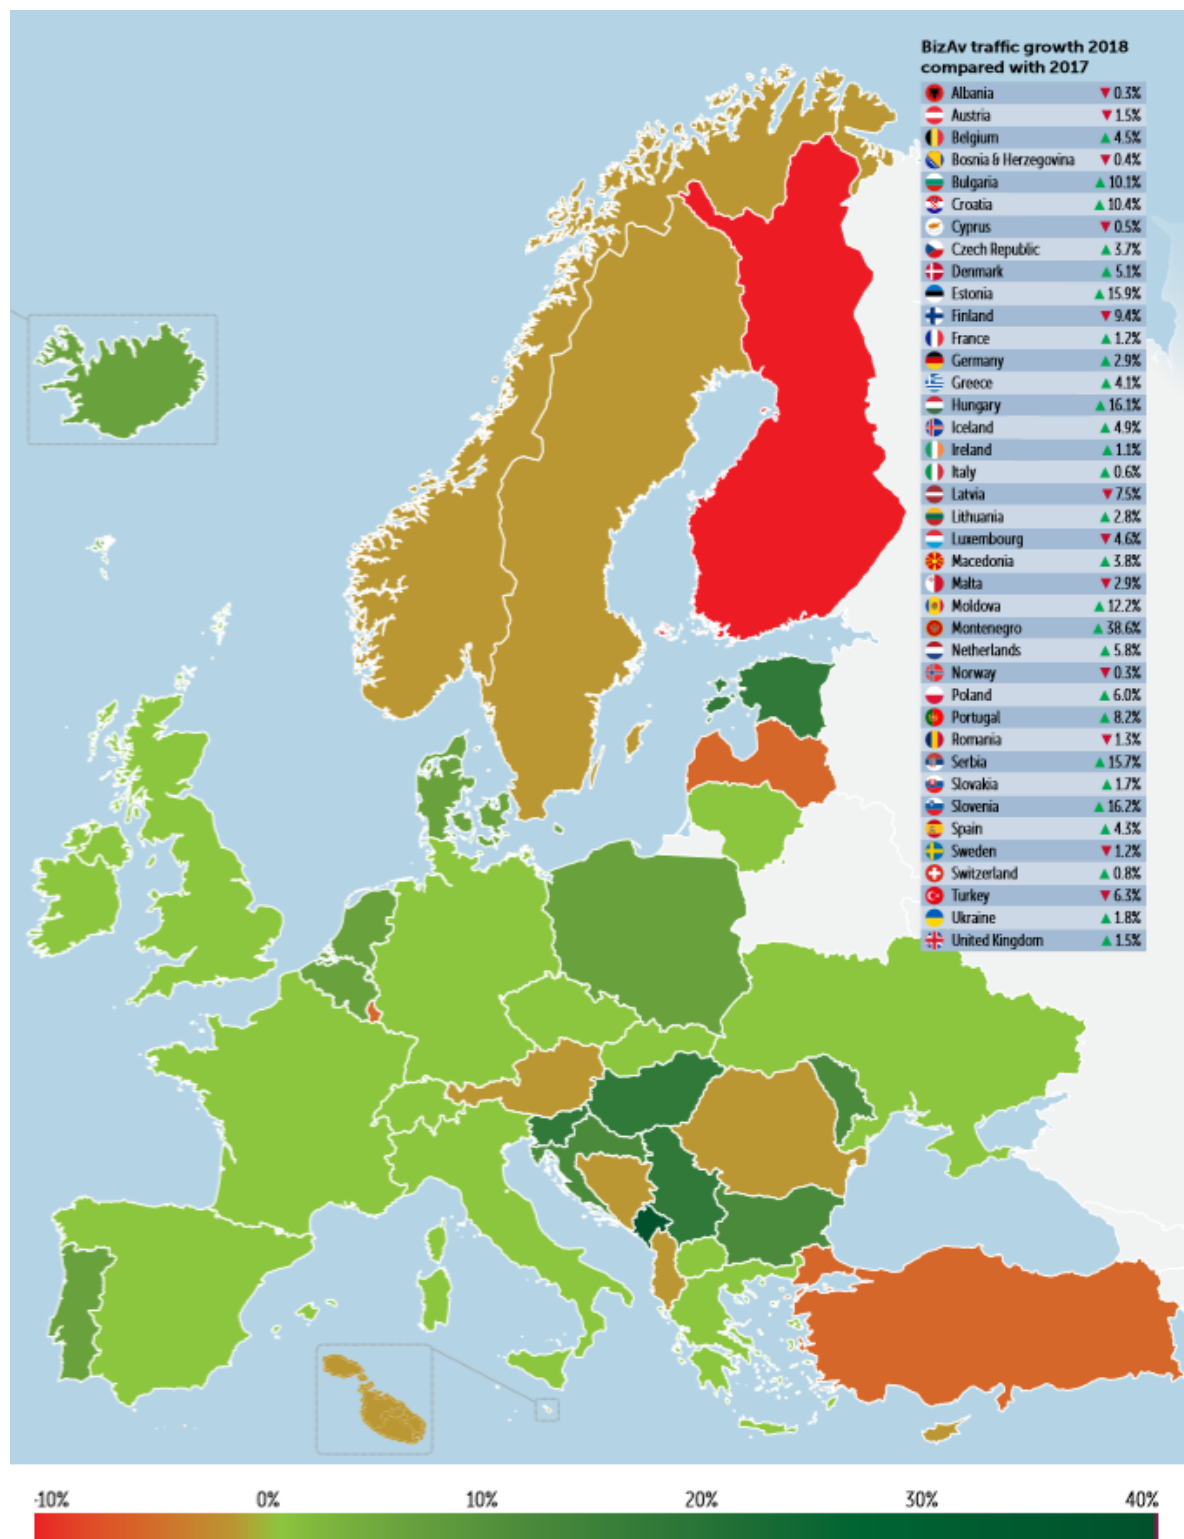 BizAv traffic growth 2018
compared with 2017
Albania ▼ 0.3%
Austria ▼ 1.5%
Belgium ▲ 4.5%
Bosnia & Herzegovina ▼ 0.4%
Bulgaria ▲ 10.1%
Croatia ▲ 10.4%
Cyprus ▼ 0.5%
Czech Republic ▲ 3.7%
Denmark ▲ 5.1%
Estonia ▲ 15.9%
Finland ▼ 9.4%
France ▲ 1.2%
Germany ▲ 2.9%
Greece ▲ 4.1%
Hungary ▲ 16.1%
Iceland ▲ 4.9%
Ireland ▲ 1.1%
Italy ▲ 0.6%
Latvia ▼ 7.5%
Lithuania ▲ 2.8%
Luxembourg ▼ 4.6%
Macedonia ▲ 3.8%
Malta ▼ 2.9%
Moldova ▲ 12.2%
Montenegro ▲ 38.6%
Netherlands ▲ 5.8%
Norway ▼ 0.3%
Poland ▲ 6.0%
Portugal ▲ 8.2%
Romania ▼ 1.3%
Serbia ▲ 15.7%
Slovakia ▲ 1.7%
Slovenia ▲ 16.2%
Spain ▲ 4.3%
Sweden ▼ 1.2%
Switzerland ▲ 0.8%
Turkey ▼ 6.3%
Ukraine ▲ 1.8%
United Kingdom ▲ 1.5%
-10% 0% 10% 20% 30% 40%